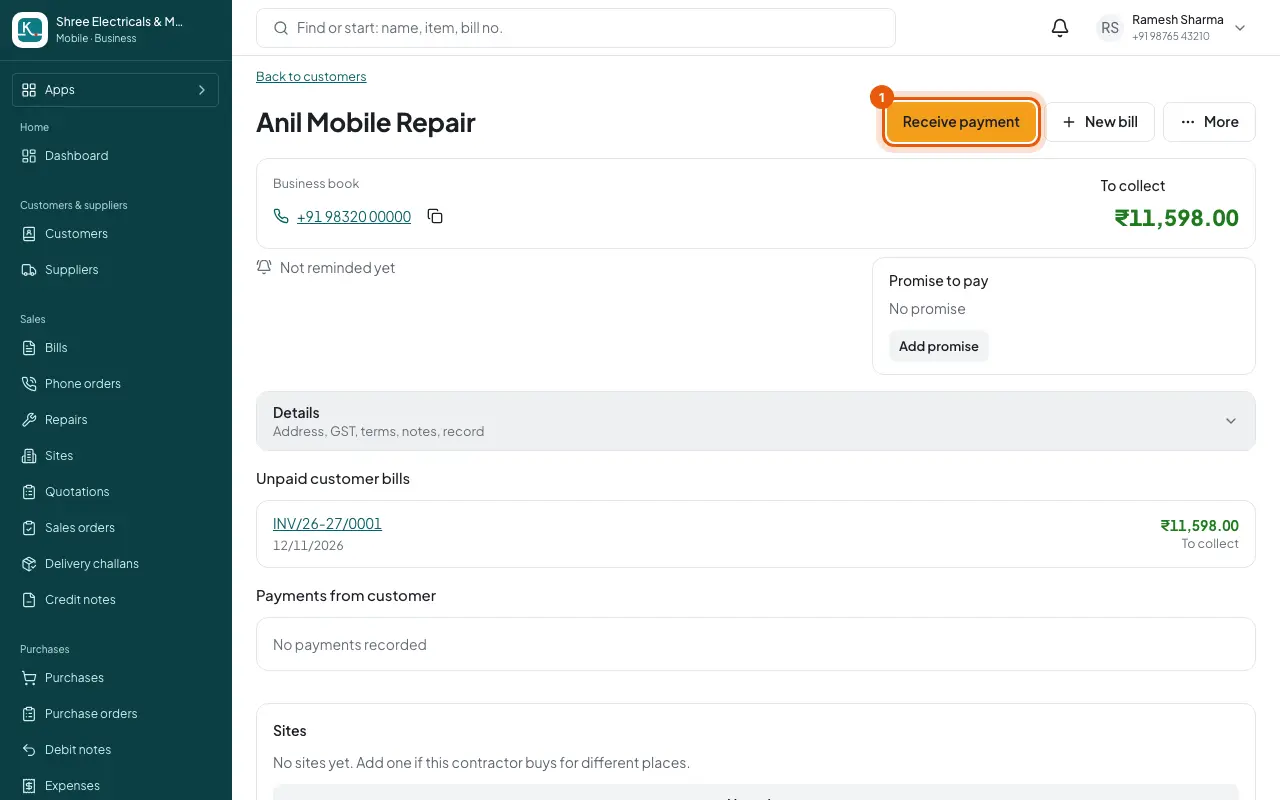 Shree Electricals & M...
Mobile · Business
Find or start: name, item, bill no.
RS
Ramesh Sharma
+91 98765 43210
Apps
Home
Dashboard
Customers & suppliers
Customers
Suppliers
Sales
Bills
Phone orders
Repairs
Sites
Quotations
Sales orders
Delivery challans
Credit notes
Purchases
Purchases
Purchase orders
Debit notes
Expenses
Back to customers
Anil Mobile Repair
1
Receive payment
New bill
More
Business book
+91 98320 00000
To collect
₹11,598.00
Not reminded yet
Promise to pay
No promise
Add promise
Details
Address, GST, terms, notes, record
Unpaid customer bills
INV/26-27/0001
12/11/2026
₹11,598.00
To collect
Payments from customer
No payments recorded
Sites
No sites yet. Add one if this contractor buys for different places.